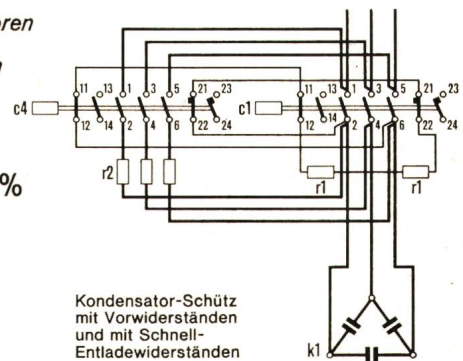 oren
11 13 1 3 5 21 23 11 13 1 3 5 21 23
c4 c1
12 14 2 4 6 22 24 12 14 2 4 6 22 24
r2 r1 r1
%
Kondensator-Schütz
mit Vorwiderständen
und mit Schnell-
Entladewiderständen k1